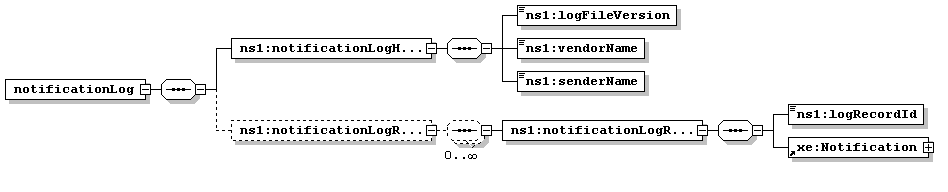 ns1:logFileVersion
ns1:notificationLogH...
ns1:vendorName
ns1:senderName
notificationLog
ns1:notificationLogR...
0..∞
ns1:notificationLogR...
ns1:logRecordId
xe:Notification